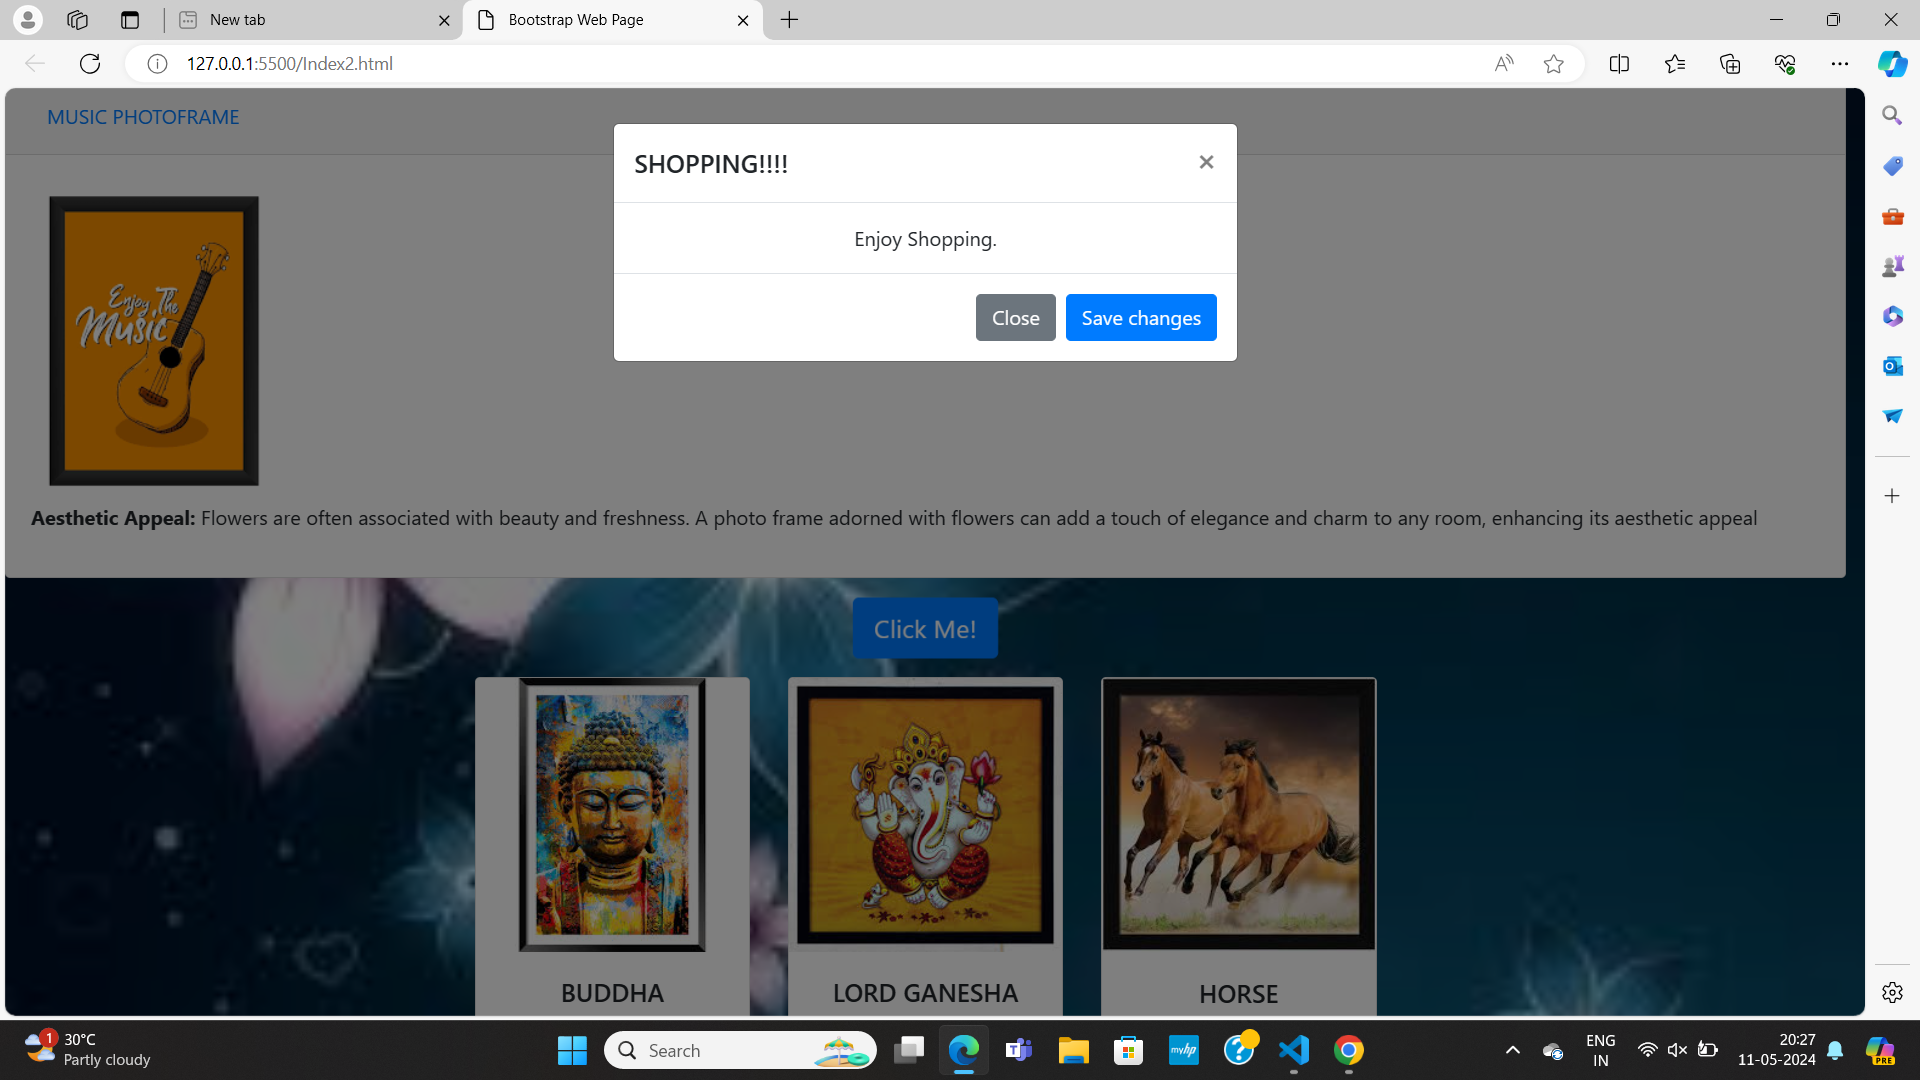 New tab
Bootstrap Web Page
127.0.0.1:5500/Index2.html
MUSIC PHOTOFRAME
SHOPPING!!!!
×
Enjoy Shopping.
Close
Save changes
Enjoy The
Music
Aesthetic Appeal: Flowers are often associated with beauty and freshness. A photo frame adorned with flowers can add a touch of elegance and charm to any room, enhancing its aesthetic appeal
Click Me!
BUDDHA
LORD GANESHA
HORSE
1
30°C
Partly cloudy
Search
myhp
ENG
IN
20:27
11-05-2024
PRE